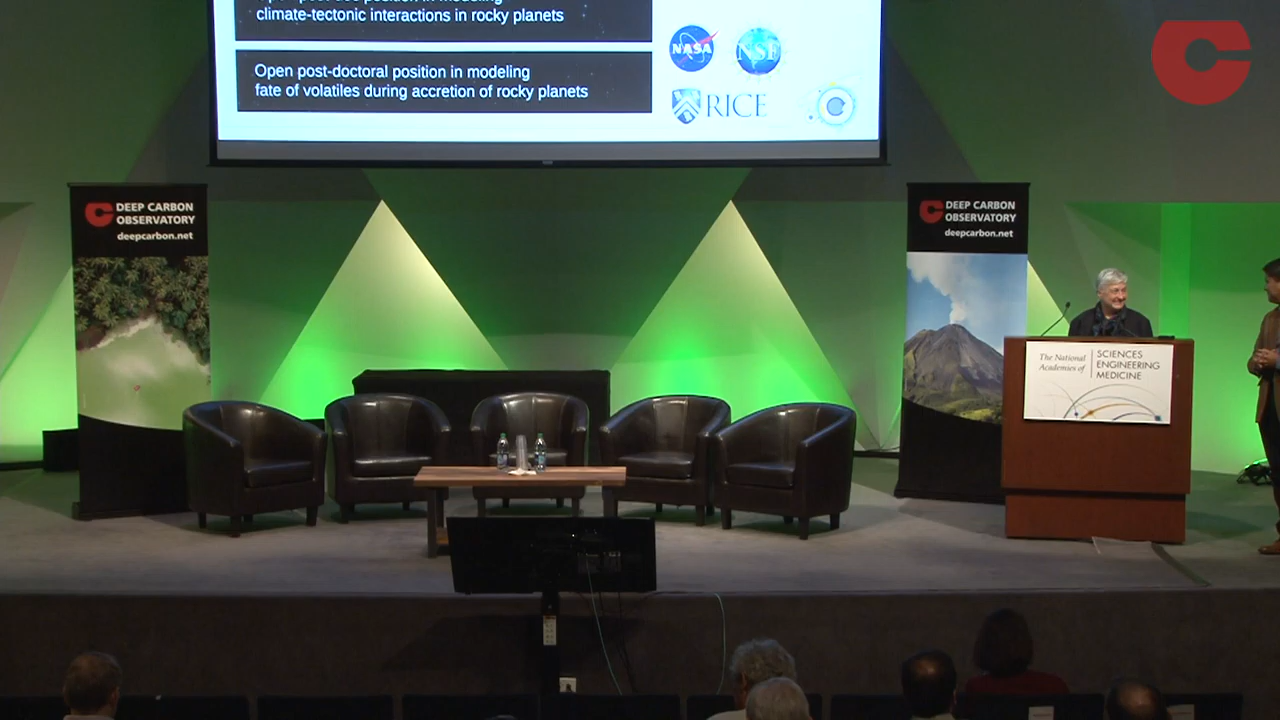 climate-tectonic interactions in rocky planets
Open post-doctoral position in modeling
fate of volatiles during accretion of rocky planets
NASA
NSF
RICE
DEEP CARBON
OBSERVATORY
deepcarbon.net
DEEP CARBON
OBSERVATORY
deepcarbon.net
The National
Academies of
SCIENCES
ENGINEERING
MEDICINE